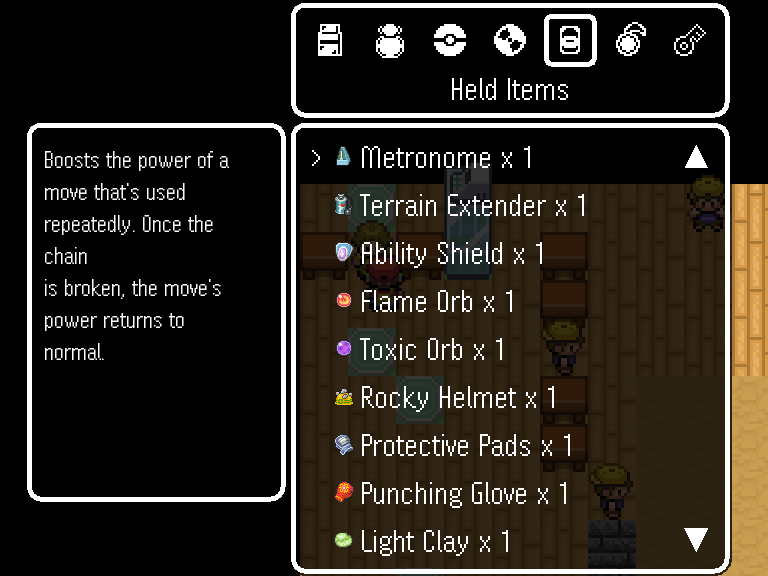 Held Items
Boosts the power of a
move that's used
repeatedly. Once the
chain
is broken, the move's
power returns to
normal.
Metronome x 1
Terrain Extender x 1
Ability Shield x 1
Flame Orb x 1
Toxic Orb x 1
Rocky Helmet x 1
Protective Pads x 1
Punching Glove x 1
Light Clay x 1